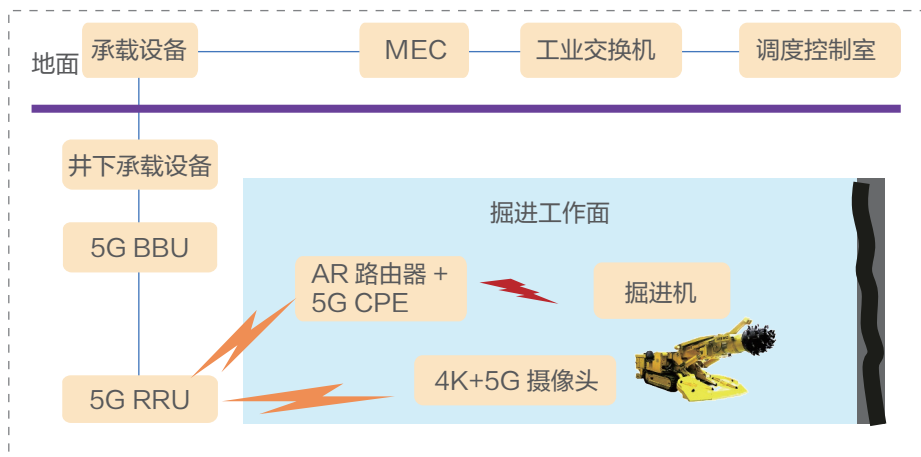 地面
承载设备
MEC
工业交换机
调度控制室
井下承载设备
掘进工作面
5G BBU
AR 路由器 +
5G CPE
掘进机
4K+5G 摄像头
5G RRU